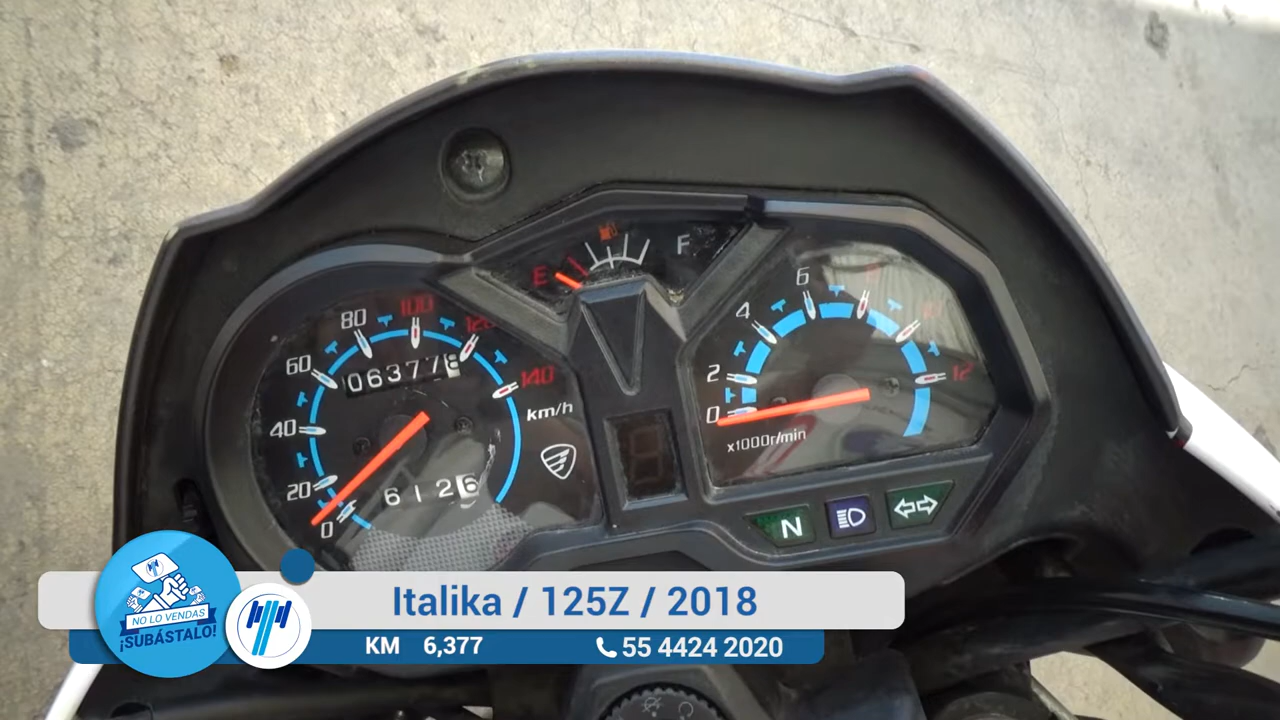 E
F
80
100
120
60
063778
40
140
km/h
20
6126
0
6
4
2
0
12
x1000r/min
N
NO LO VENDAS
¡SUBÁSTALO!
Italika / 125Z / 2018
KM 6,377
55 4424 2020